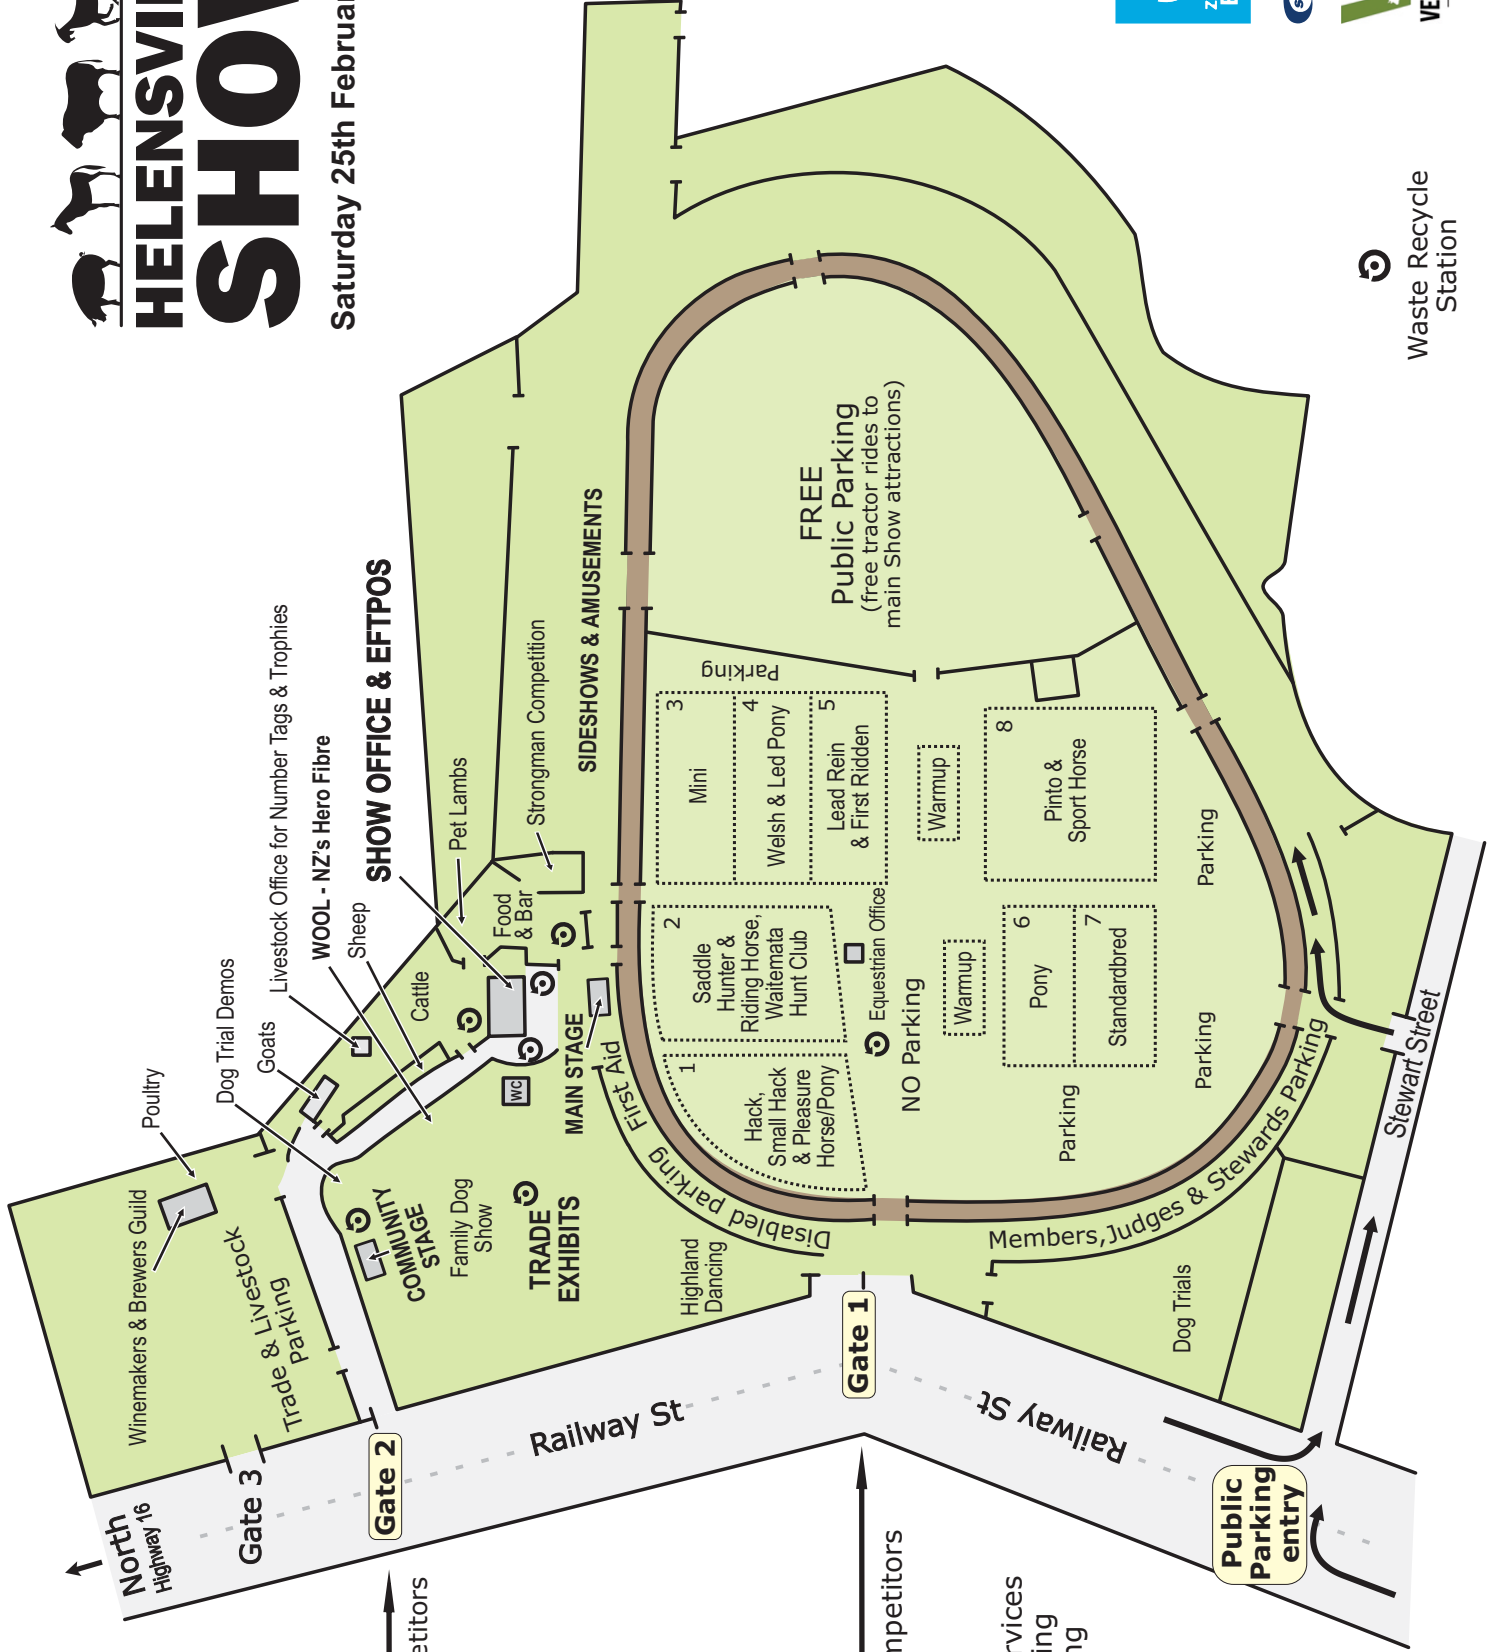 HELENSVI
SHOW
Saturday 25th Februar
Poultry
Winemakers & Brewers Guild
Dog Trial Demos
Goats
Livestock Office for Number Tags & Trophies
WOOL - NZ's Hero Fibre
Sheep
SHOW OFFICE & EFTPOS
Cattle
Pet Lambs
Food
& Bar
Strongman Competition
SIDESHOWS & AMUSEMENTS
WC
MAIN STAGE
First Aid
Disabled parking
Trade & Livestock
Parking
COMMUNITY
STAGE
Family Dog
Show
TRADE
EXHIBITS
Highland
Dancing
1
Hack,
Small Hack
& Pleasure
Horse/Pony
2
Saddle
Hunter &
Riding Horse,
Waitemata
Hunt Club
3
Mini
4
Welsh & Led Pony
5
Lead Rein
& First Ridden
Parking
FREE
Public Parking
(free tractor rides to
main Show attractions)
Equestrian Office
NO Parking
Warmup
Warmup
6
Pony
7
Standardbred
8
Pinto &
Sport Horse
Parking
Parking
Parking
Members,Judges & Stewards Parking
Dog Trials
North
Highway 16
Gate 3
Gate 2
Railway St
Gate 1
Railway St
Public
Parking
entry
Stewart Street
Waste Recycle
Station
etitors
mpetitors
rvices
ing
ng
VE